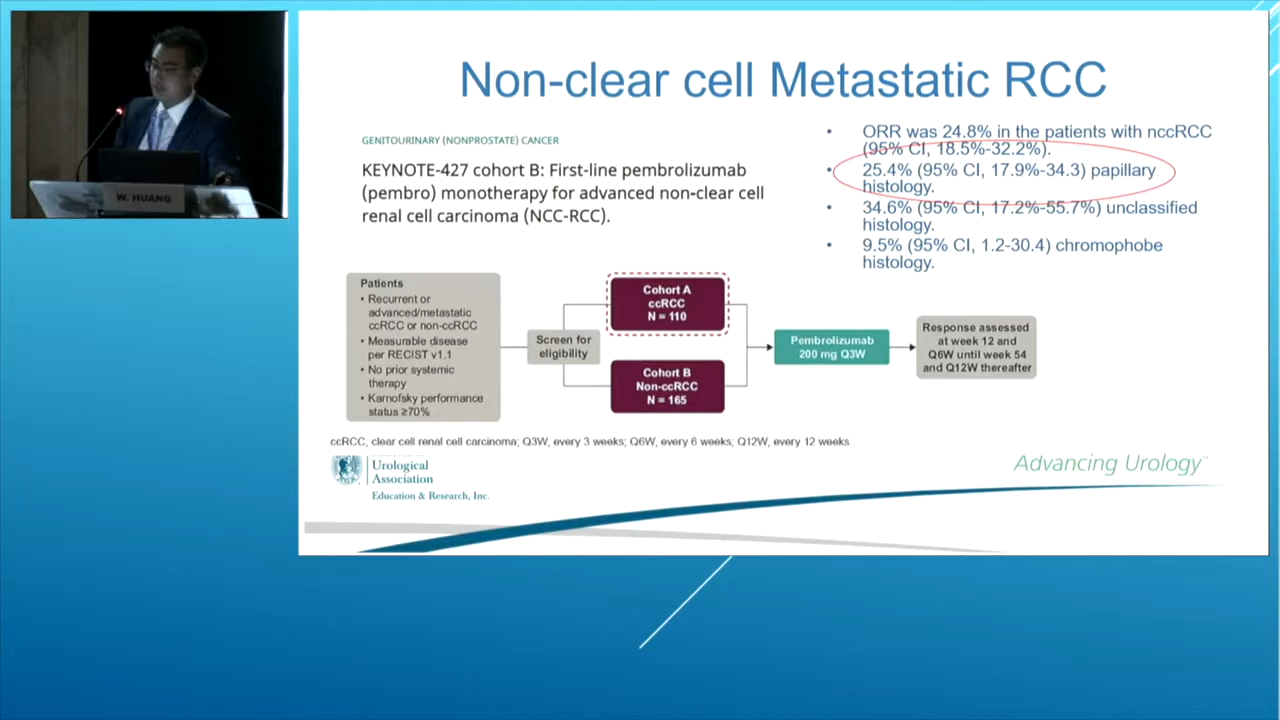 W. HUANG
Non-clear cell Metastatic RCC
GENITOURINARY (NONPROSTATE) CANCER
KEYNOTE-427 cohort B: First-line pembrolizumab
(pembro) monotherapy for advanced non-clear cell
renal cell carcinoma (NCC-RCC).
• ORR was 24.8% in the patients with nccRCC
(95% CI, 18.5%-32.2%).
• 25.4% (95% CI, 17.9%-34.3) papillary
histology.
• 34.6% (95% CI, 17.2%-55.7%) unclassified
histology.
• 9.5% (95% CI, 1.2-30.4) chromophobe
histology.
Patients
• Recurrent or
advanced/metastatic
ccRCC or non-ccRCC
• Measurable disease
per RECIST v1.1
• No prior systemic
therapy
• Karnofsky performance
status ≥70%
Screen for
eligibility
Cohort A
ccRCC
N = 110
Cohort B
Non-ccRCC
N = 165
Pembrolizumab
200 mg Q3W
Response assessed
at week 12 and
Q6W until week 54
and Q12W thereafter
ccRCC, clear cell renal cell carcinoma; Q3W, every 3 weeks; Q6W, every 6 weeks; Q12W, every 12 weeks
Urological
Association
Education & Research, Inc.
Advancing Urology™